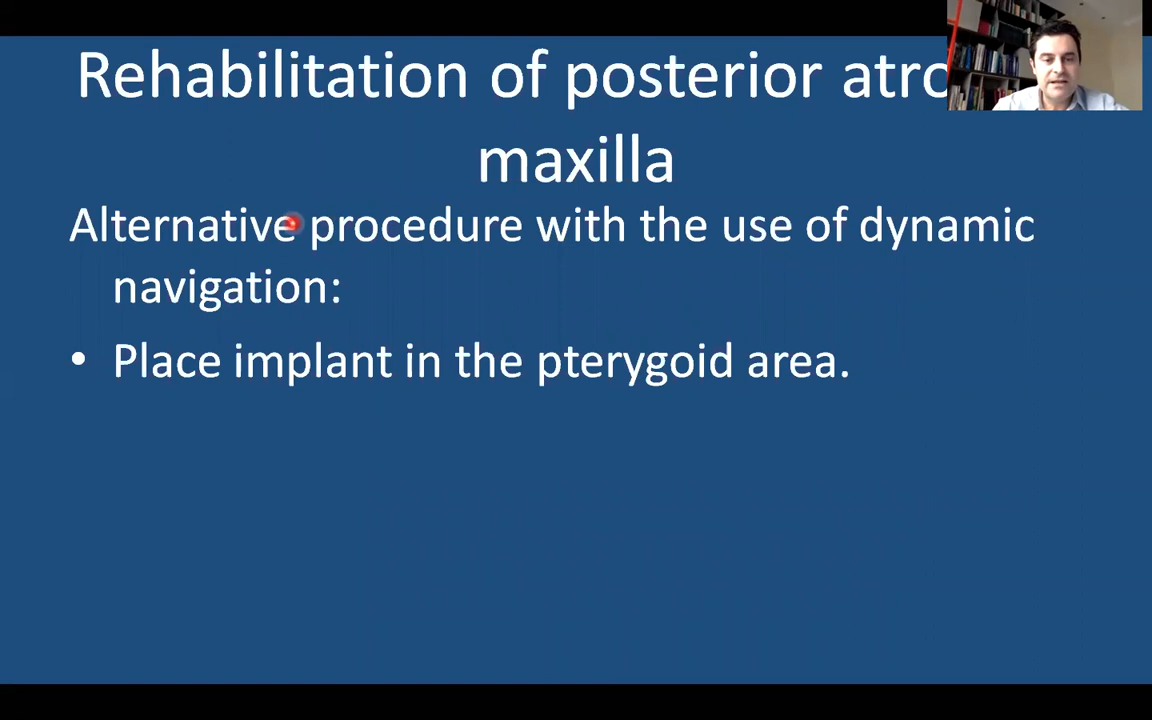 Rehabilitation of posterior atro
maxilla
Alternative procedure with the use of dynamic
navigation:
• Place implant in the pterygoid area.